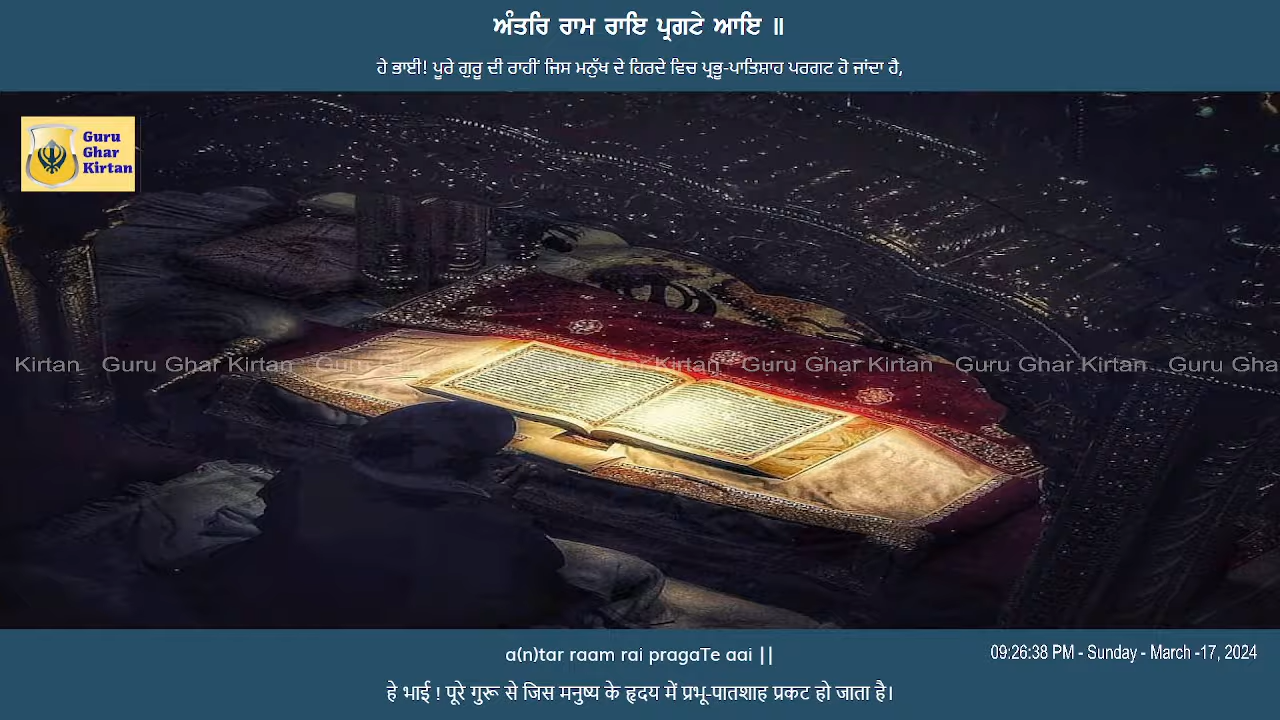 ਅੰਤਰਿ ਰਾਮ ਰਾਇ ਪ੍ਰਗਟੇ ਆਇ ॥
ਹੇ ਭਾਈ! ਪੂਰੇ ਗੁਰੂ ਦੀ ਰਾਹੀਂ ਜਿਸ ਮਨੁੱਖ ਦੇ ਹਿਰਦੇ ਵਿਚ ਪ੍ਰਭੂ-ਪਾਤਿਸ਼ਾਹ ਪਰਗਟ ਹੋ ਜਾਂਦਾ ਹੈ,
Guru
Ghar
Kirtan
Kirtan Guru Ghar Kirtan Guru Ghar Kirtan Guru Ghar Kirtan Guru Ghar Kirtan Guru Gha
a(n)tar raam rai pragaTe aai ||
09:26:38 PM - Sunday - March -17, 2024
हे भाई ! पूरे गुरू से जिस मनुष्य के हृदय में प्रभू-पातशाह प्रकट हो जाता है।